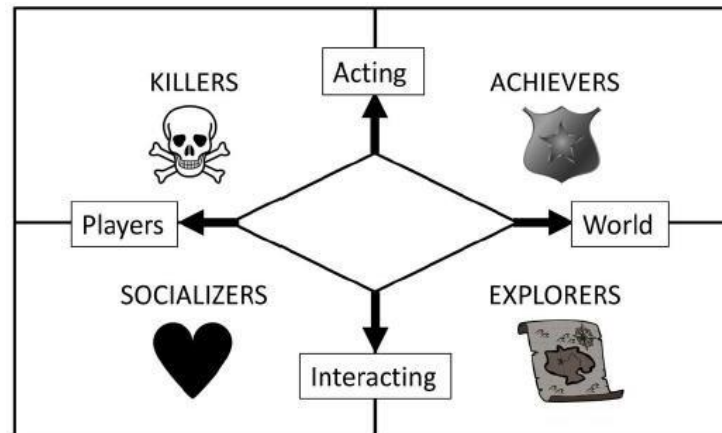 Acting
KILLERS
ACHIEVERS
Players
World
SOCIALIZERS
EXPLORERS
Interacting